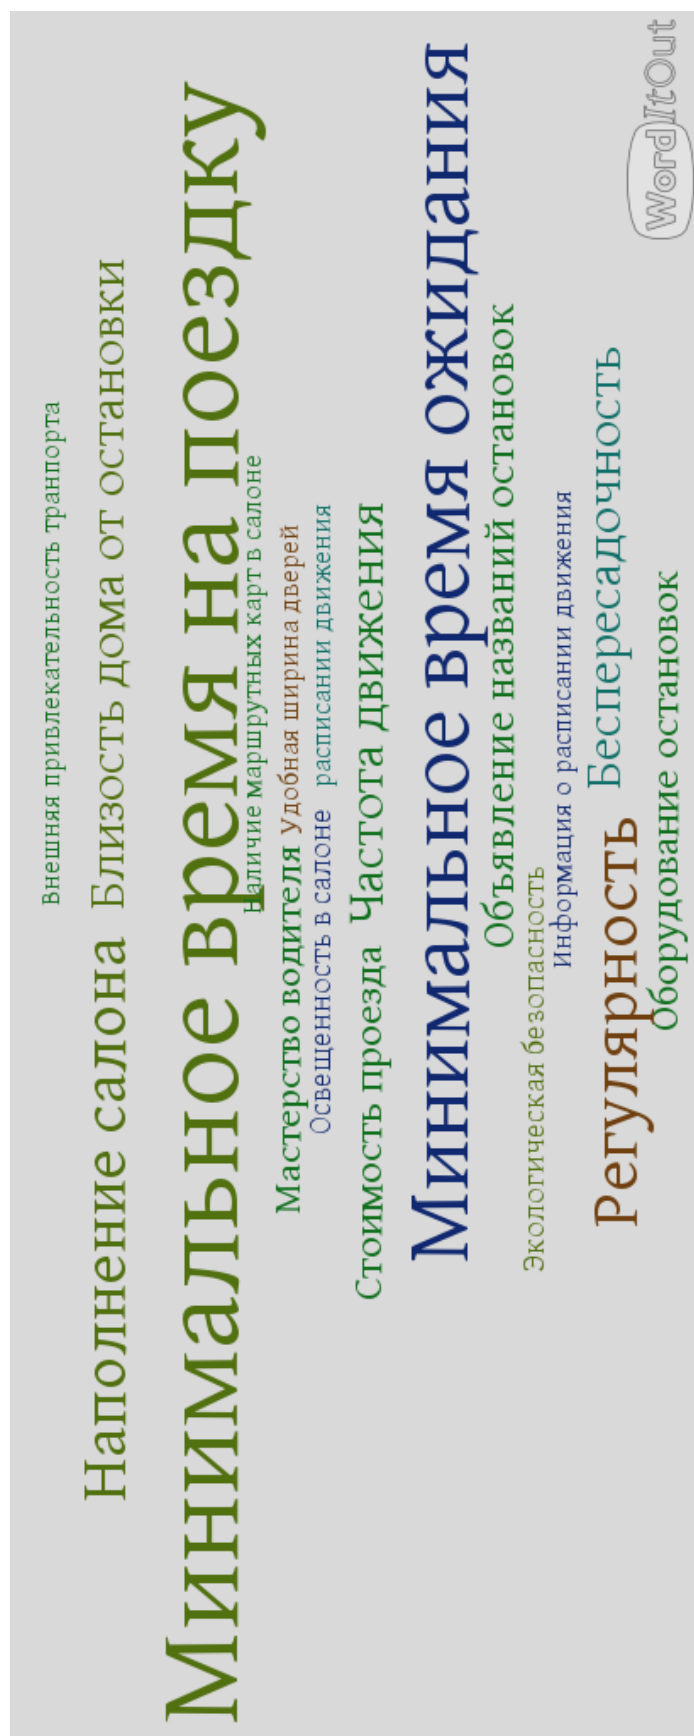 Внешняя привлекательность транпорта
Наполнение салона
Близость дома от остановки
Минимальное время на поездку
Наличие маршрутных карт в салоне
Мастерство водителя
Удобная ширина дверей
Освещенность в салоне
расписании движения
Стоимость проезда
Частота движения
Минимальное время ожидания
Объявление названий остановок
Экологическая безопасность
Информация о расписании движения
Регулярность
Беспересадочность
Оборудование остановок
WordItOut